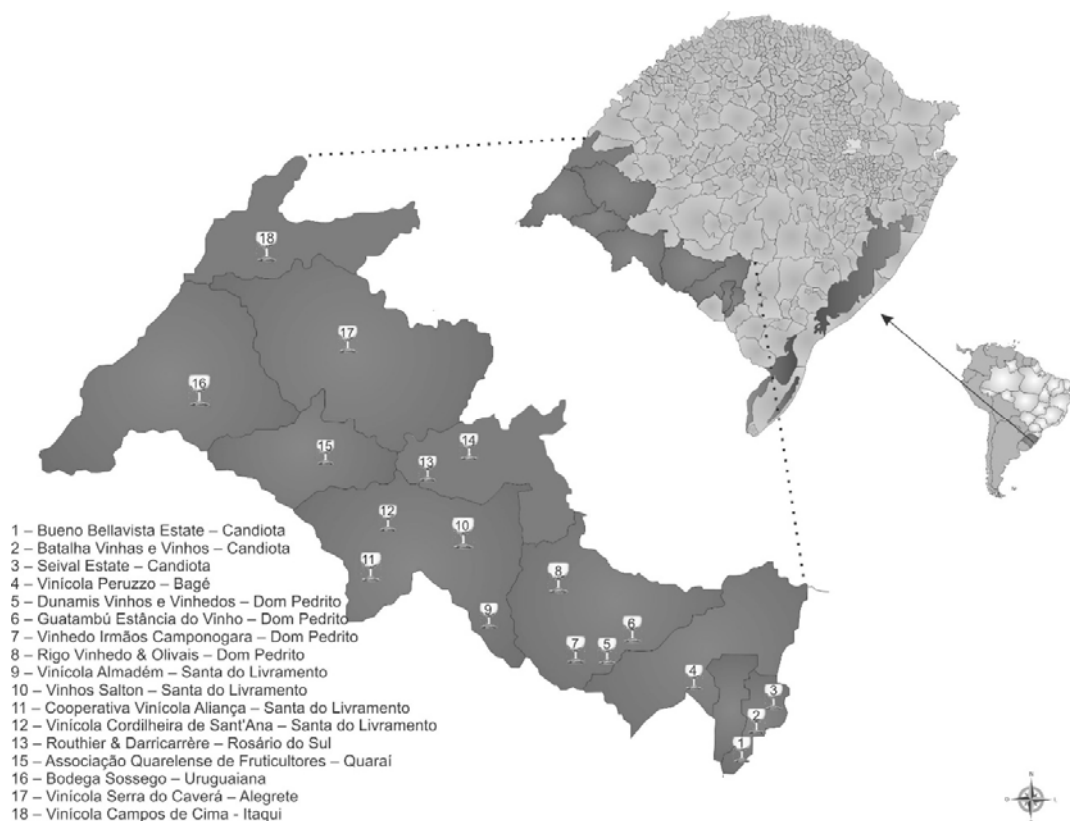 18
17
16
15
14
13
12
10
11
8
9
6
7
5
4
3
2
1
1 – Bueno Bellavista Estate – Candiota
2 – Batalha Vinhas e Vinhos – Candiota
3 – Seival Estate – Candiota
4 – Vinícola Peruzzo – Bagé
5 – Dunamis Vinhos e Vinhedos – Dom Pedrito
6 – Guatambú Estância do Vinho – Dom Pedrito
7 – Vinhedo Irmãos Camponogara – Dom Pedrito
8 – Rigo Vinhedo & Olivais – Dom Pedrito
9 – Vinícola Almadém – Santa do Livramento
10 – Vinhos Salton – Santa do Livramento
11 – Cooperativa Vinícola Aliança – Santa do Livramento
12 – Vinícola Cordilheira de Sant'Ana – Santa do Livramento
13 – Routhier & Darricarrère – Rosário do Sul
15 – Associação Quarelense de Fruticultores – Quaraí
16 – Bodega Sossego – Uruguaiana
17 – Vinícola Serra do Caverá – Alegrete
18 – Vinícola Campos de Cima - Itaqui
N
O
L
S